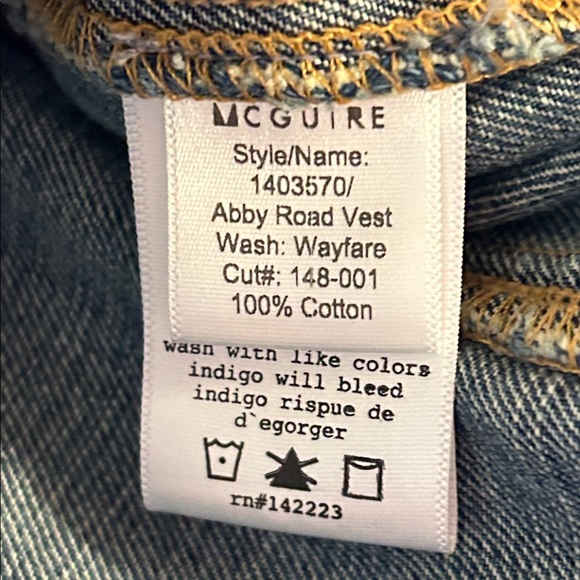 MCGUIRE
Style/Name:
1403570/
Abby Road Vest
Wash: Wayfare
Cut#: 148-001
100% Cotton
wash with like colors
indigo will bleed
indigo rispue de
d`egorger
rn#142223